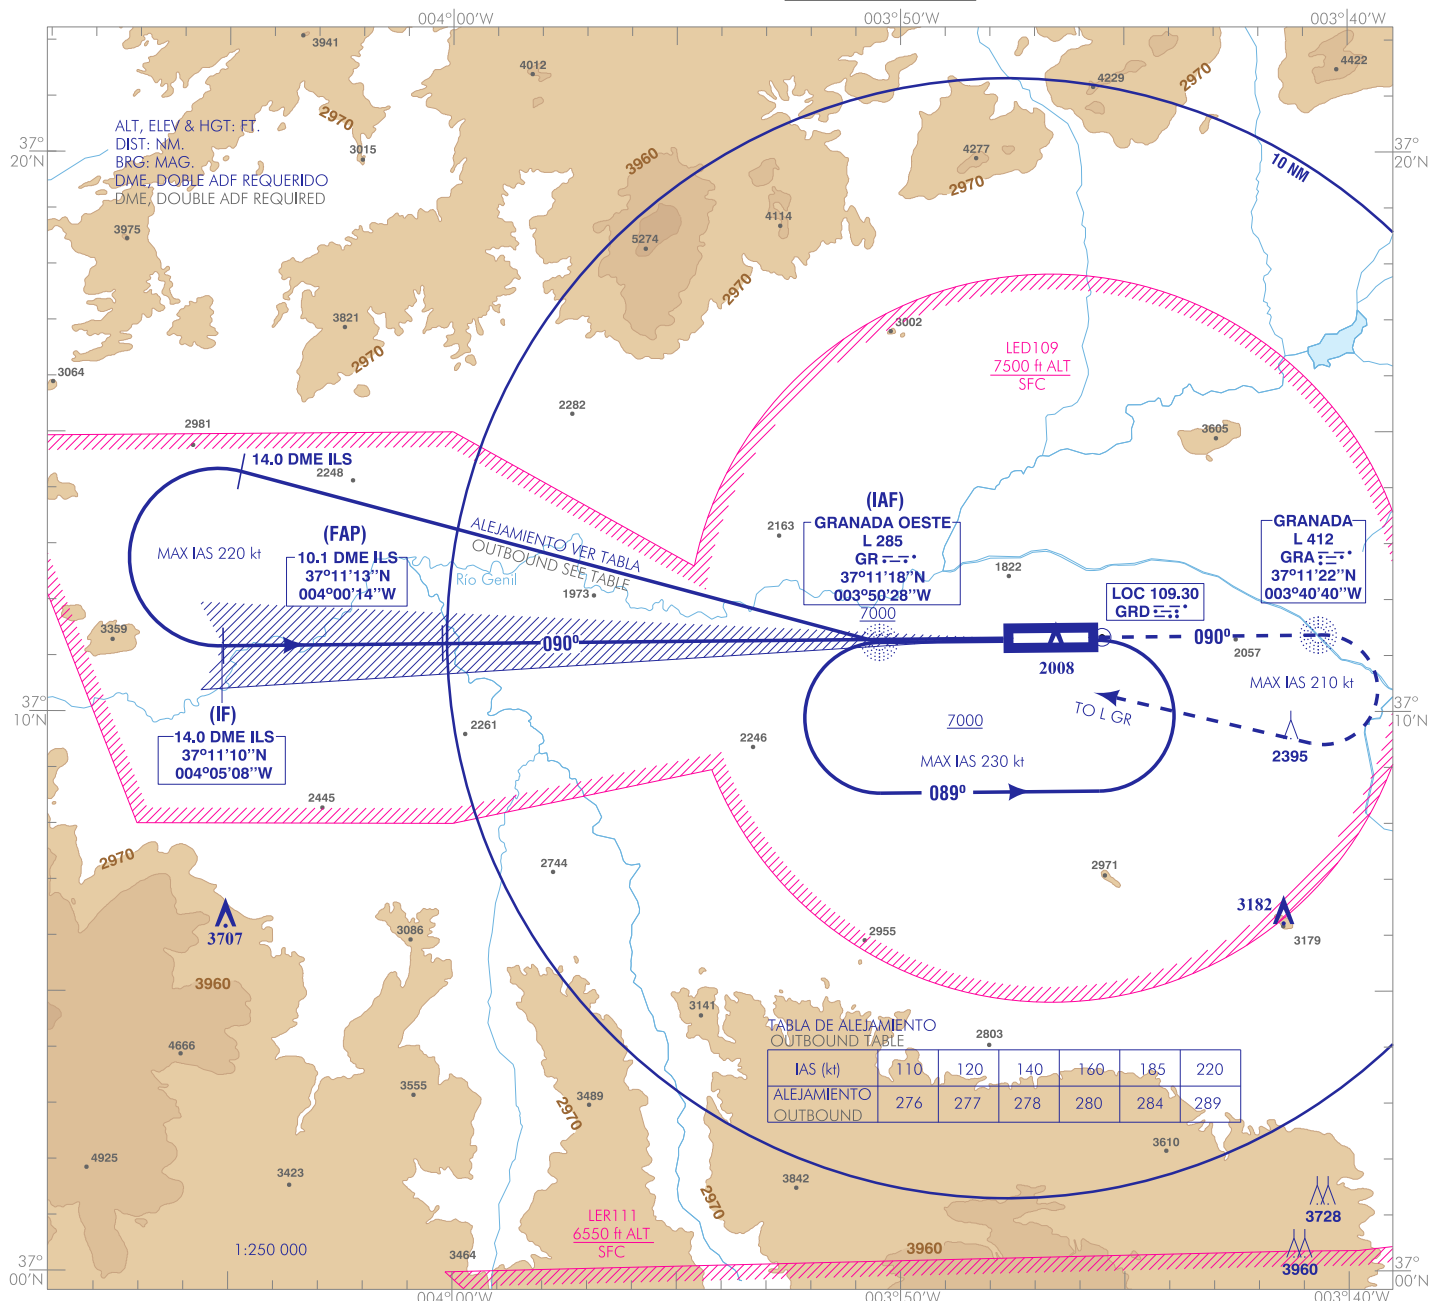 004°00'W
003°50'W
003°40'W
3941
4012
4229
2970
4422
ALT, ELEV & HGT: FT.
DIST: NM.
BRG: MAG.
DME, DOBLE ADF REQUERIDO
DME, DOUBLE ADF REQUIRED
2970
3015
37°
20'N
37°
20'N
3960
4277
2970
10 NM
3975
4114
5274
2970
3821
2970
3002
3064
LED109
7500 ft ALT
SFC
2282
2981
3605
14.0 DME ILS
2248
(FAP)
10.1 DME ILS
37°11'13''N
004°00'14''W
MAX IAS 220 kt
ALEJAMIENTO VER TABLA
OUTBOUND SEE TABLE
Río Genil
1973
2163
(IAF)
GRANADA OESTE
L 285
GR
37°11'18''N
003°50'28''W
7000
1822
GRANADA
L 412
GRA
37°11'22''N
003°40'40''W
LOC 109.30
GRD
3359
090º
090º
2057
2008
MAX IAS 210 kt
TO L GR
37°
10'N
37°
10'N
(IF)
14.0 DME ILS
37°11'10''N
004°05'08''W
2261
2246
7000
MAX IAS 230 kt
089º
2395
2445
2970
2744
2971
3707
3086
2955
3182
3179
3960
3141
4666
2803
TABLA DE ALEJAMIENTO
OUTBOUND TABLE
IAS (kt) 110 120 140 160 185 220
ALEJAMIENTO
OUTBOUND 276 277 278 280 284 289
3555
3489
2970
3610
4925
3423
3842
2970
LER111
6550 ft ALT
SFC
3728
1:250 000
3464
3960
3960
37°
00'N
37°
00'N
004°00'W
003°50'W
003°40'W